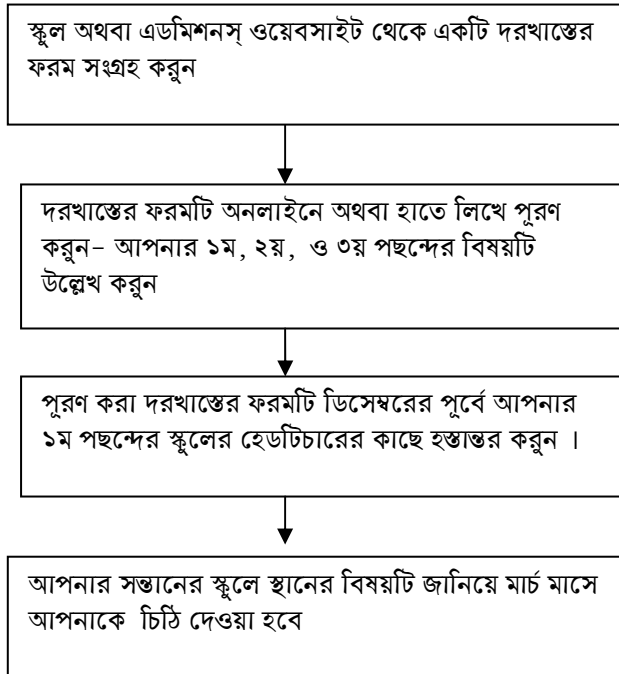 স্কুল অথবা এডমিশনস্ ওয়েবসাইট থেকে একটি দরখাস্তের
ফরম সংগ্রহ করুন
দরখাস্তের ফরমটি অনলাইনে অথবা হাতে লিখে পূরণ
করুন– আপনার ১ম, ২য়, ও ৩য় পছন্দের বিষয়টি
উল্লেখ করুন
পূরণ করা দরখাস্তের ফরমটি ডিসেম্বরের পূর্বে আপনার
১ম পছন্দের স্কুলের হেডটিচারের কাছে হস্তান্তর করুন ।
আপনার সন্তানের স্কুলে স্থানের বিষয়টি জানিয়ে মার্চ মাসে
আপনাকে চিঠি দেওয়া হবে